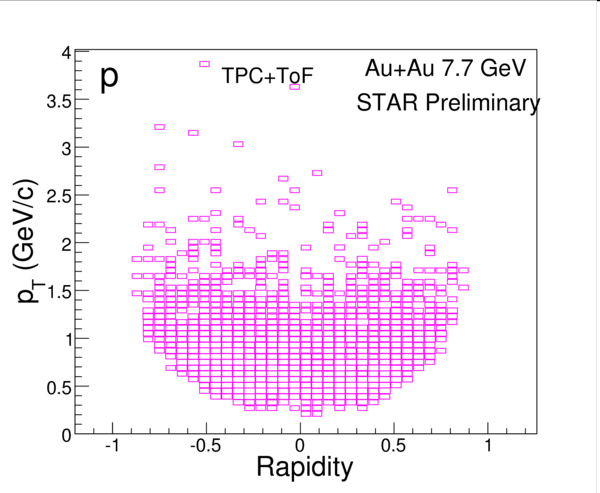 p
TPC+ToF
Au+Au 7.7 GeV
STAR Preliminary
4
3.5
3
2.5
2
1.5
1
0.5
0
p_T (GeV/c)
-1
-0.5
0
0.5
1
Rapidity